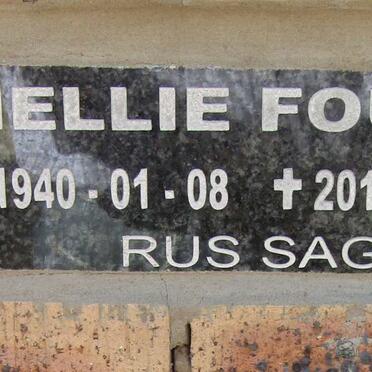 ELLIE FOU
1940 - 01 - 08 ✝ 201
RUS SAG